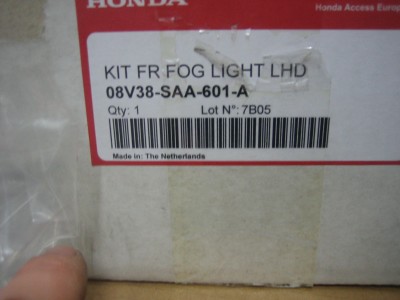 HONDA
Honda Access Europ
KIT FR FOG LIGHT LHD
08V38-SAA-601-A
Qty: 1 Lot N°: 7B05
Made in: The Netherlands